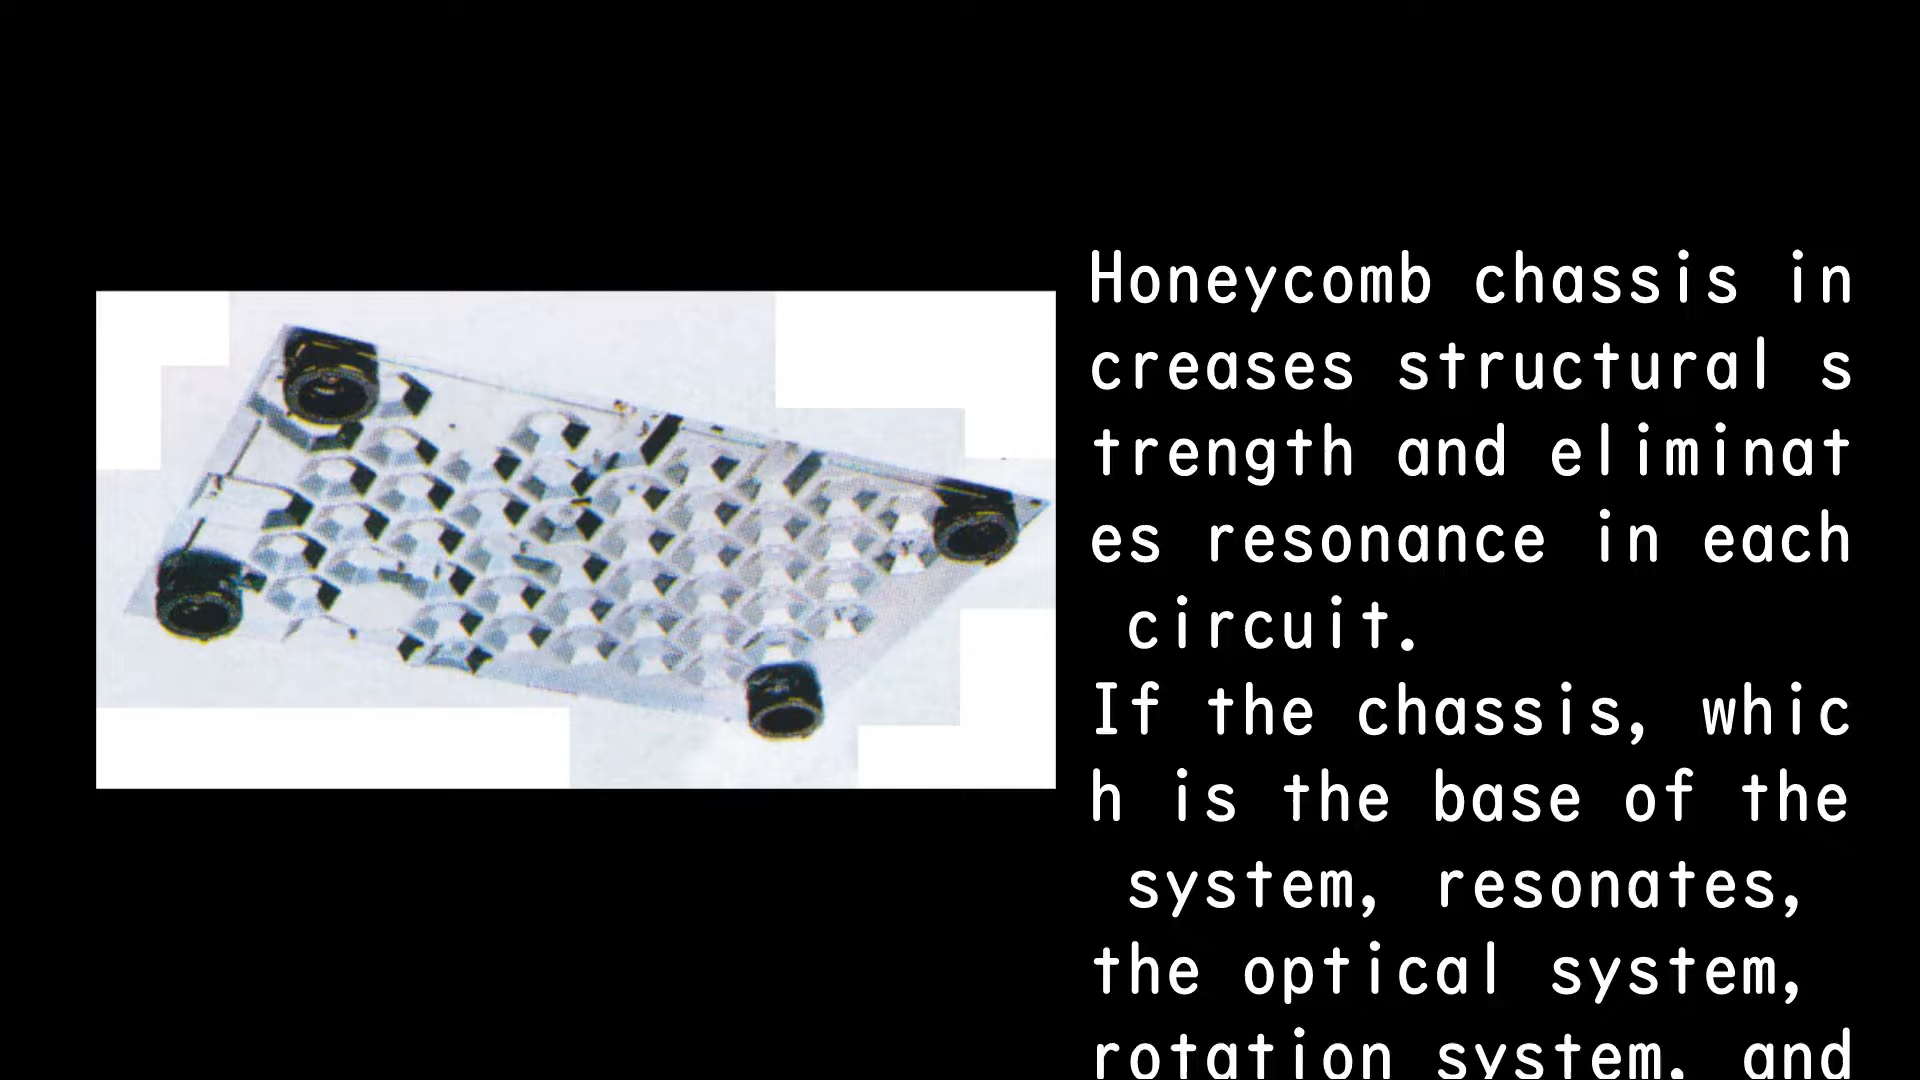 Honeycomb chassis in
creases structural s
trength and eliminat
es resonance in each
 circuit.
If the chassis, whic
h is the base of the
 system, resonates,
the optical system,
rotation system, and